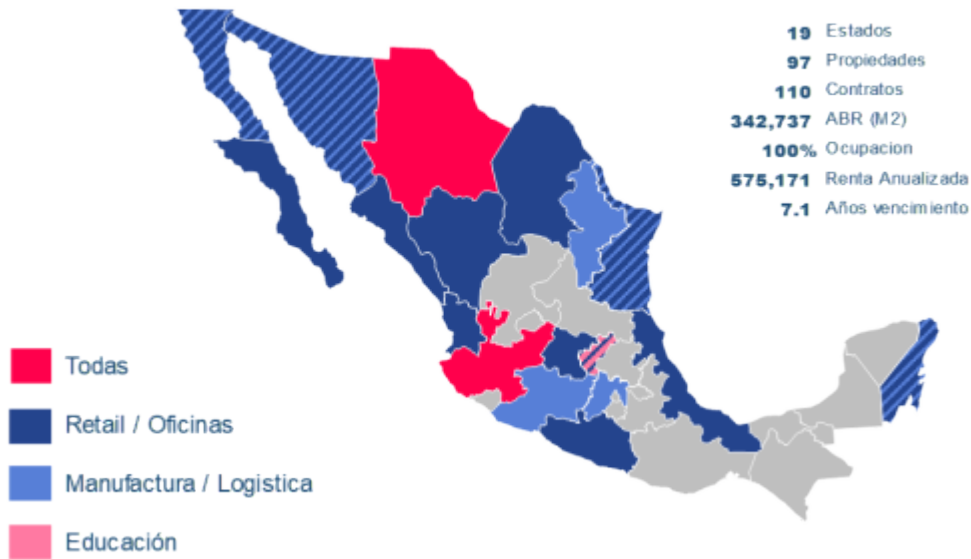 19 Estados
97 Propiedades
110 Contratos
342,737 ABR (M2)
100% Ocupacion
575,171 Renta Anualizada
7.1 Años vencimiento
Todas
Retail / Oficinas
Manufactura / Logistica
Educación